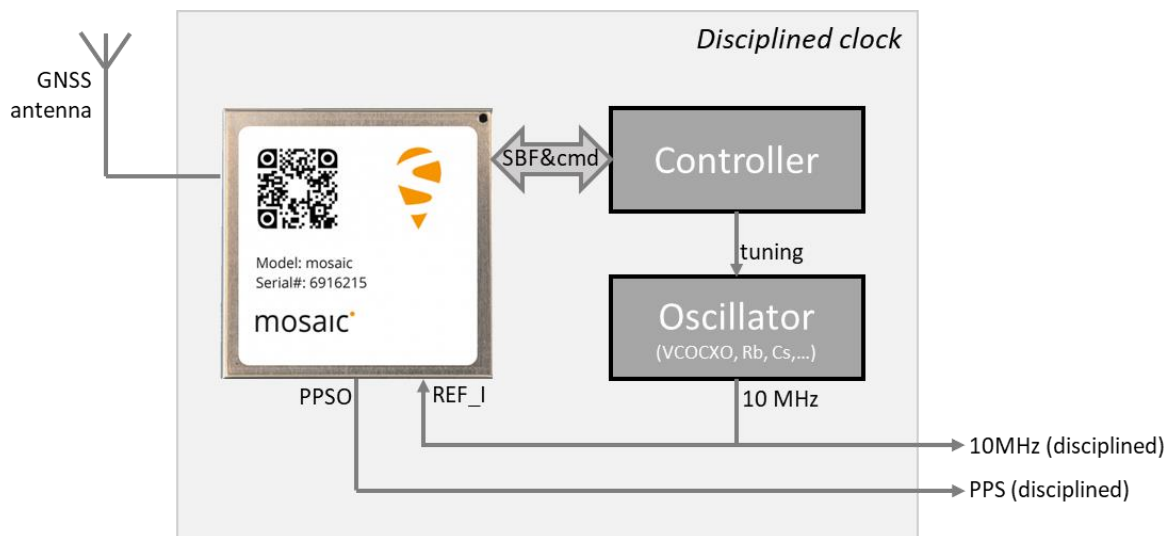 Disciplined clock
GNSS
antenna
SBF&cmd
Controller
Model: mosaic
Serial#: 6916215
mosaic
tuning
Oscillator
(VCOCXO, Rb, Cs,...)
PPSO
REF_I
10 MHz
10MHz (disciplined)
PPS (disciplined)